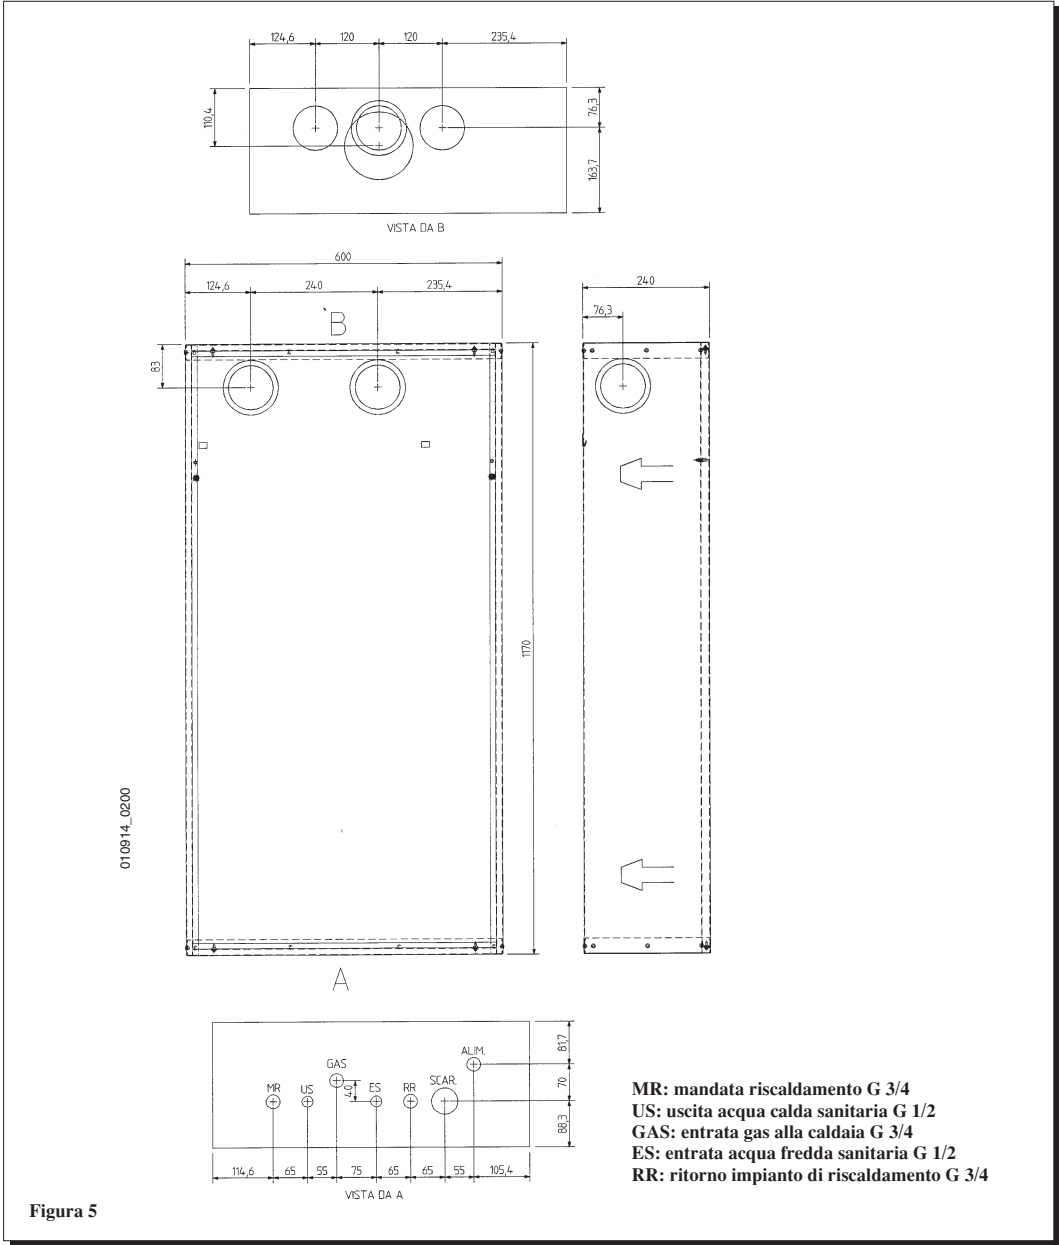 124,6 120 120 235,4
110,4
76,3
163,7
VISTA DA B
600
124,6 240 235,4
B
83
1170
240
76,3
010914_0200
A
GAS
ALIM.
MR US ES RR SCAR.
40
81,7
70
88,3
114,6 65 55 75 65 65 55 105,4
VISTA DA A
MR: mandata riscaldamento G 3/4
US: uscita acqua calda sanitaria G 1/2
GAS: entrata gas alla caldaia G 3/4
ES: entrata acqua fredda sanitaria G 1/2
RR: ritorno impianto di riscaldamento G 3/4
Figura 5